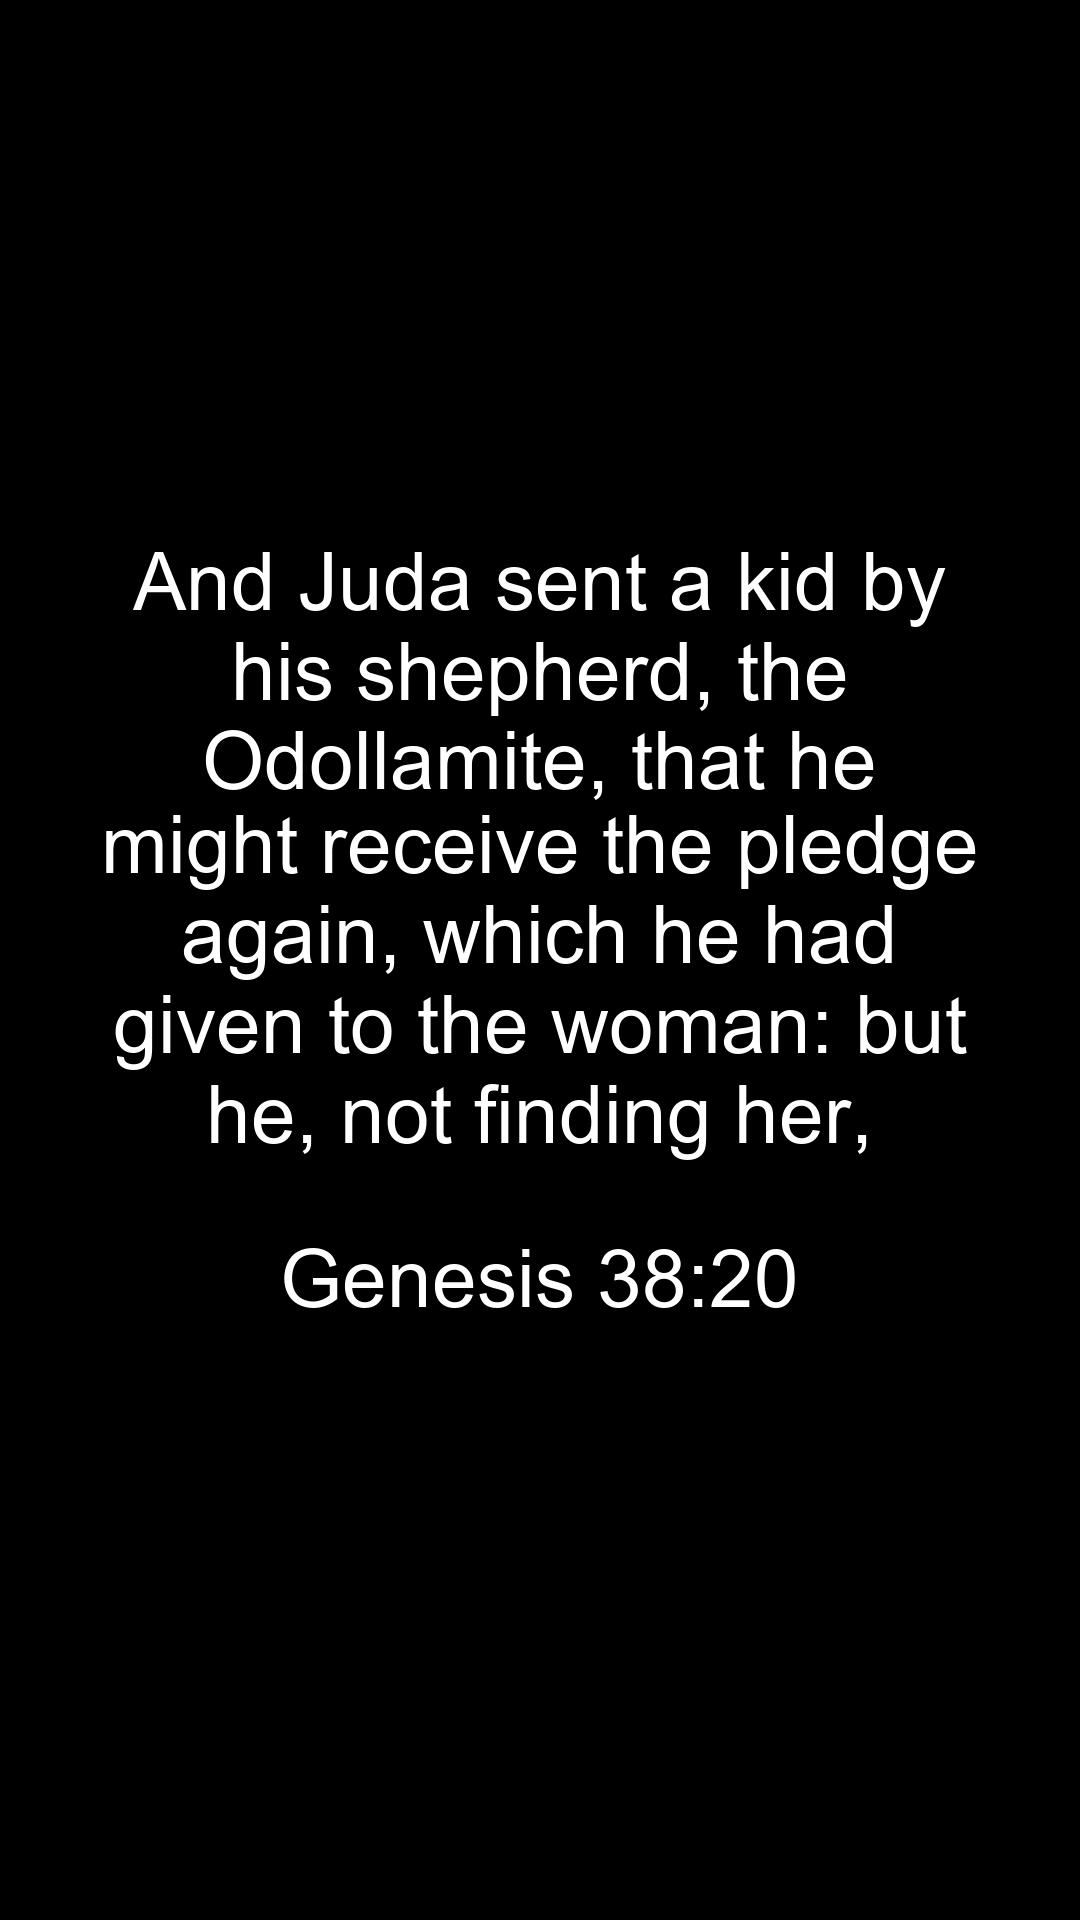 And Juda sent a kid by
his shepherd, the
Odollamite, that he
might receive the pledge
again, which he had
given to the woman: but
he, not finding her,
Genesis 38:20